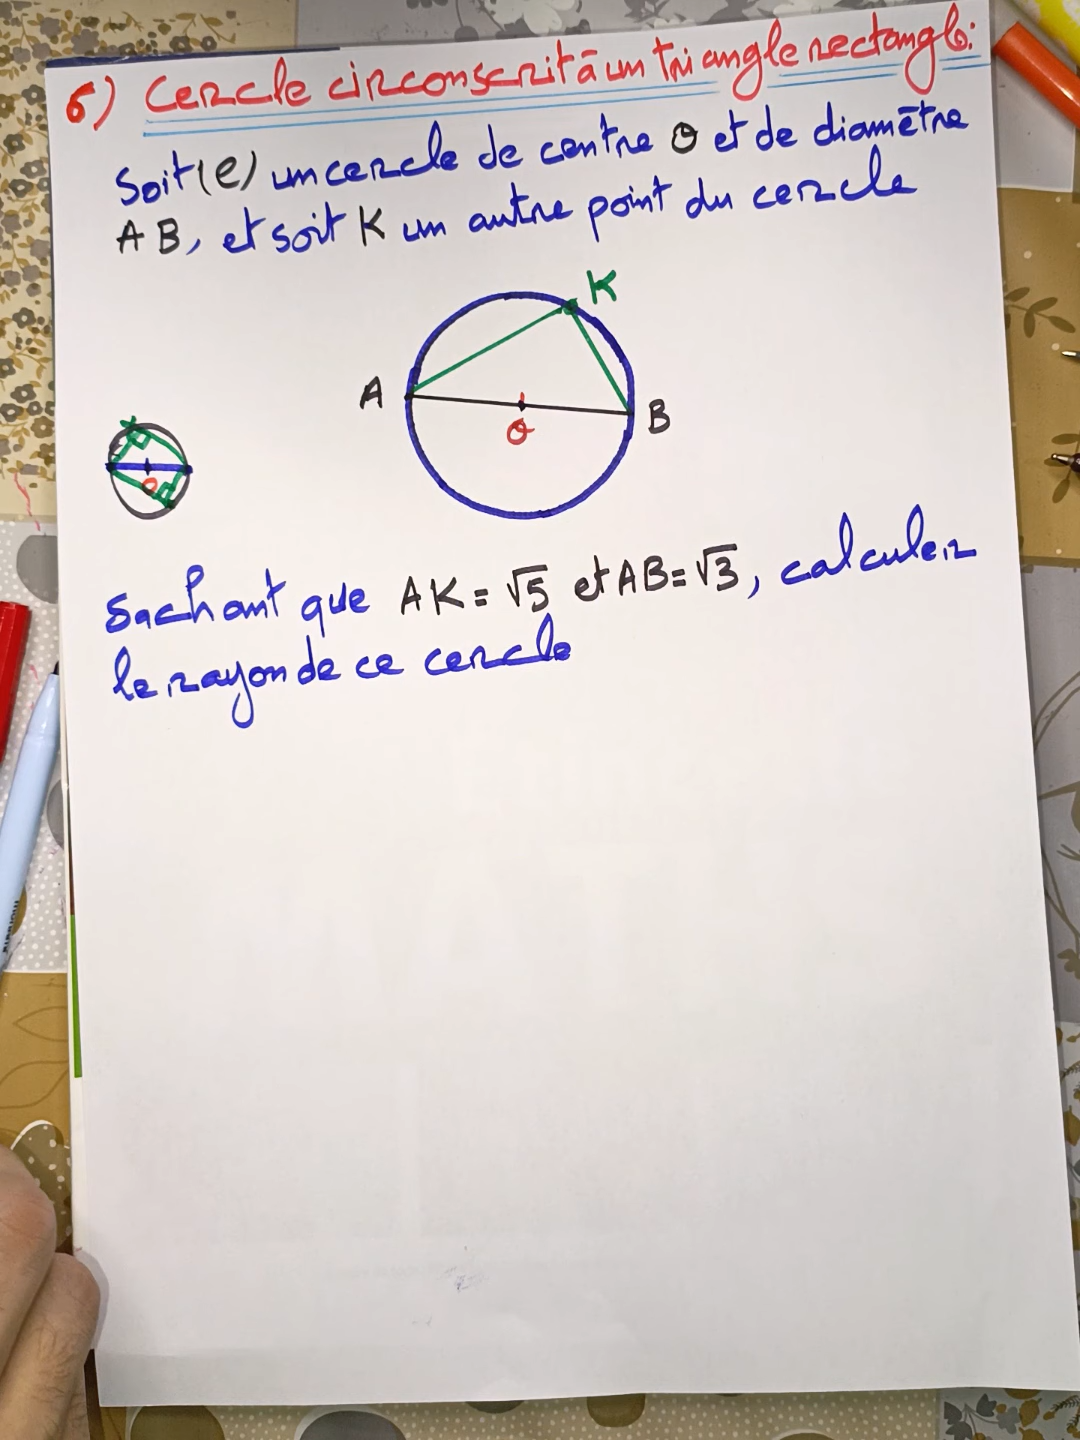 6) Cercle circonscrit à un triangle rectangle:
Soit (C) un cercle de centre O et de diamètre
AB, et soit K un autre point du cercle
K
A
B
O
O
Sachant que AK = √5 et AB = √3, calculer
le rayon de ce cercle